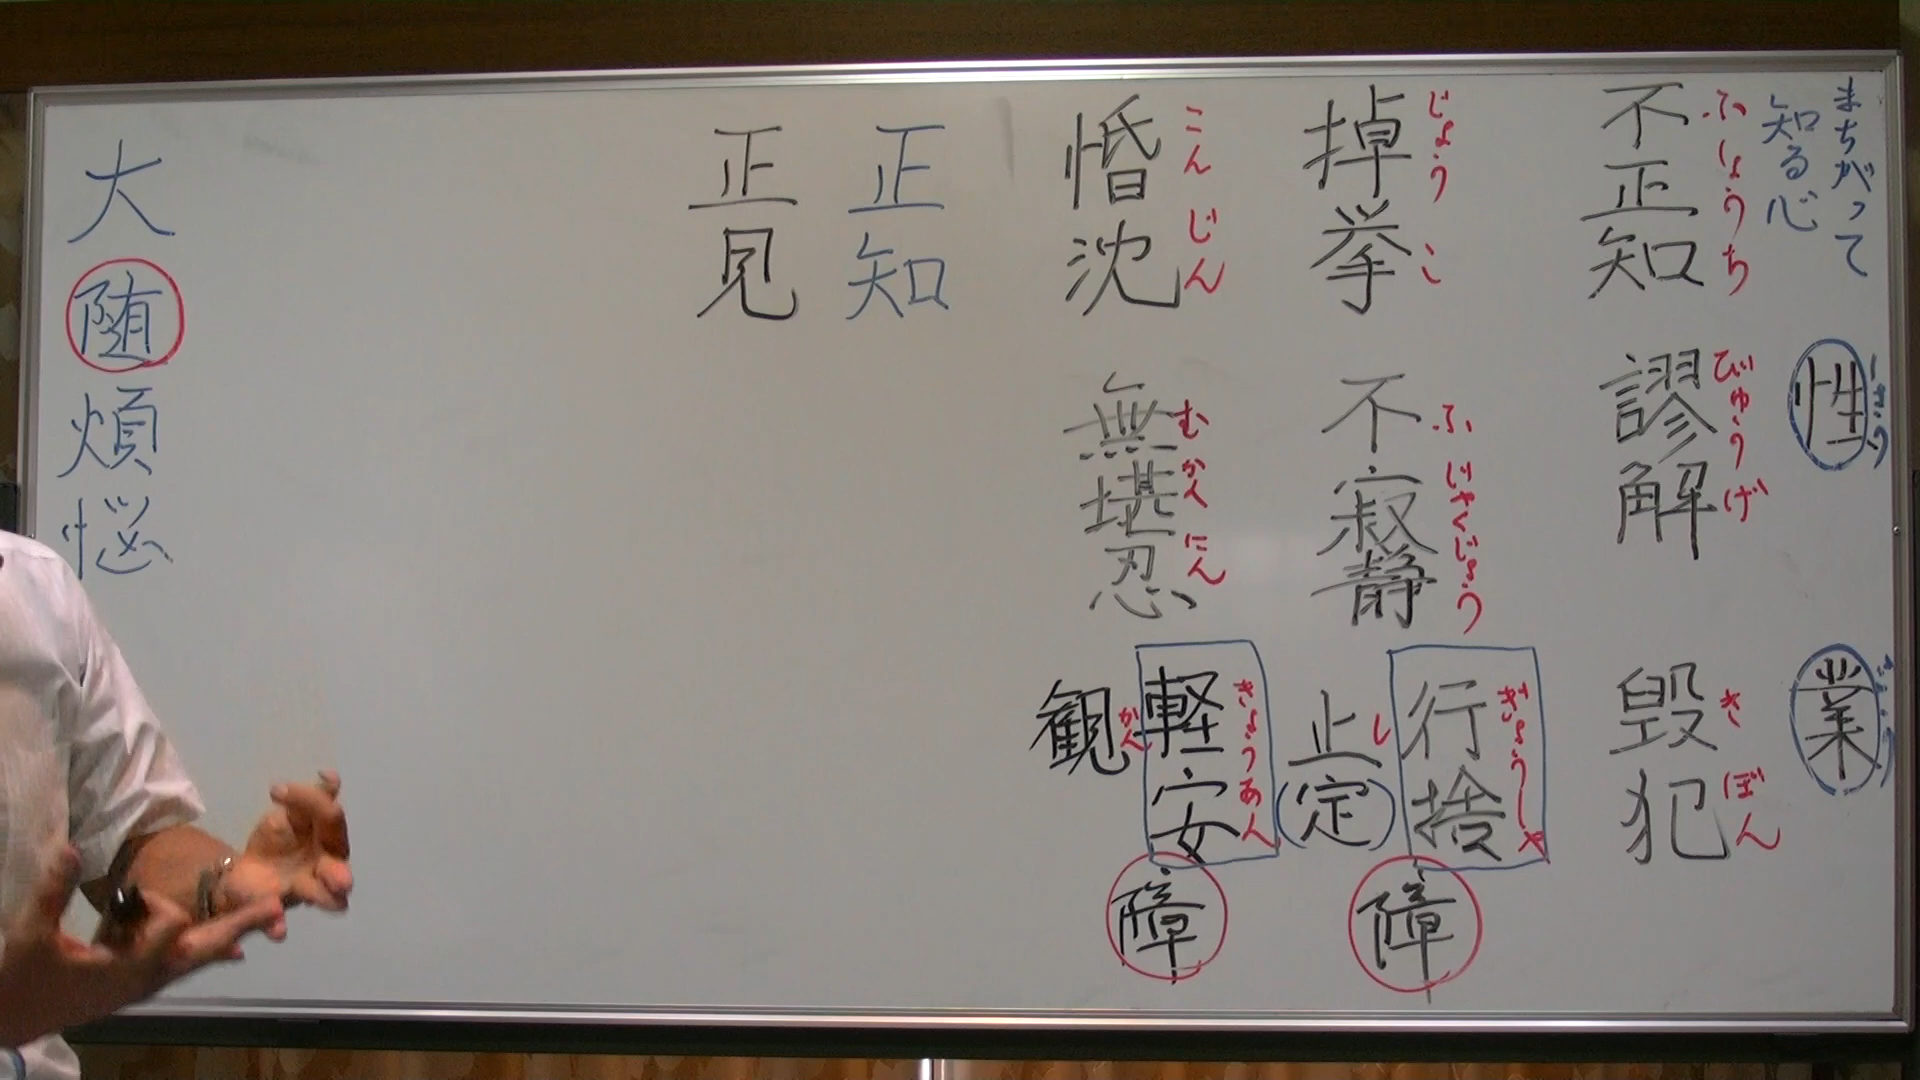 まちがって
知る心
性
しょう
業
ごう
不正知
ふしょうち
謬解
びゅうげ
毀犯
きぼん
掉挙
じょうこ
不寂静
ふじゃくじょう
行捨
ぎょうしゃ
障
止
し
(定)
惛沈
こんじん
無堪忍
むかんにん
軽安
きょうあん
障
観
かん
正知
正見
大随煩悩